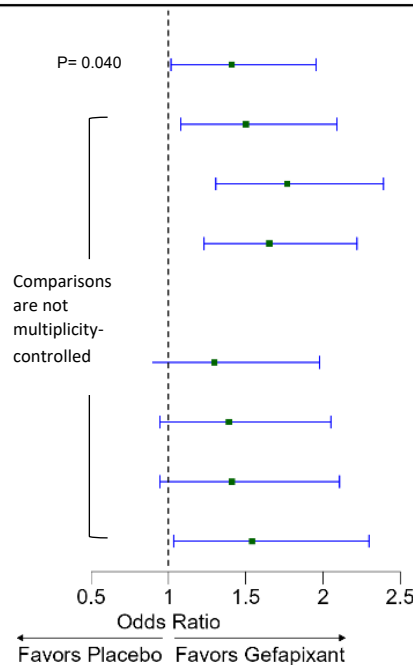 P= 0.040
Comparisons
are not
multiplicity-
controlled
0.5 1 1.5 2 2.5
Odds Ratio
Favors Placebo Favors Gefapixant